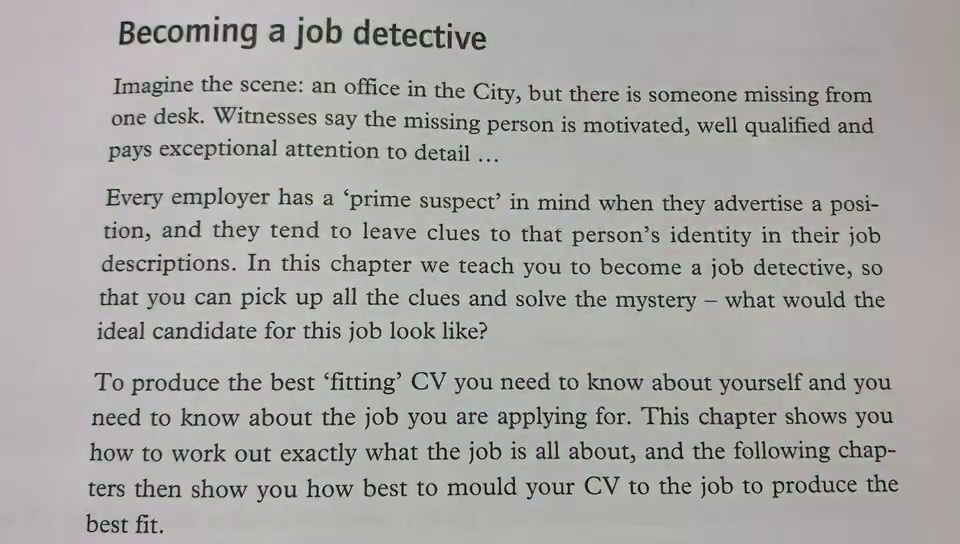 Becoming a job detective
Imagine the scene: an office in the City, but there is someone missing from
one desk. Witnesses say the missing person is motivated, well qualified and
pays exceptional attention to detail ...
Every employer has a ‘prime suspect’ in mind when they advertise a posi-
tion, and they tend to leave clues to that person’s identity in their job
descriptions. In this chapter we teach you to become a job detective, so
that you can pick up all the clues and solve the mystery – what would the
ideal candidate for this job look like?
To produce the best ‘fitting’ CV you need to know about yourself and you
need to know about the job you are applying for. This chapter shows you
how to work out exactly what the job is all about, and the following chap-
ters then show you how best to mould your CV to the job to produce the
best fit.